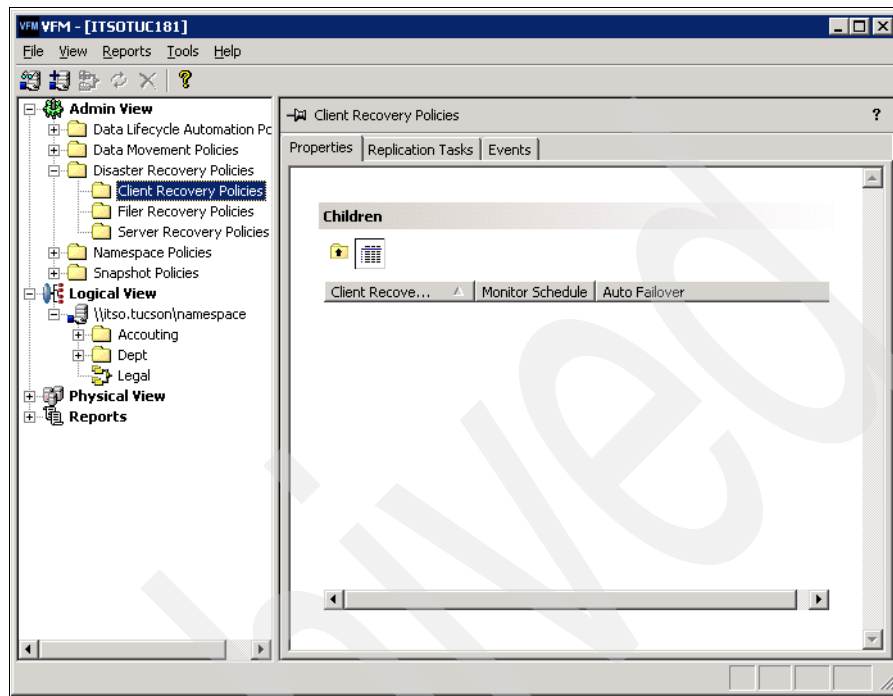 VFM VFM - [ITSOTUC181]
File View Reports Tools Help
?
Admin View
Data Lifecycle Automation Pc
Data Movement Policies
Disaster Recovery Policies
Client Recovery Policies
Filer Recovery Policies
Server Recovery Policies
Namespace Policies
Snapshot Policies
Logical View
\\itso.tucson\namespace
Accouting
Dept
Legal
Physical View
Reports
Client Recovery Policies ?
Properties Replication Tasks Events
Children
Client Recove... Monitor Schedule Auto Failover
hived